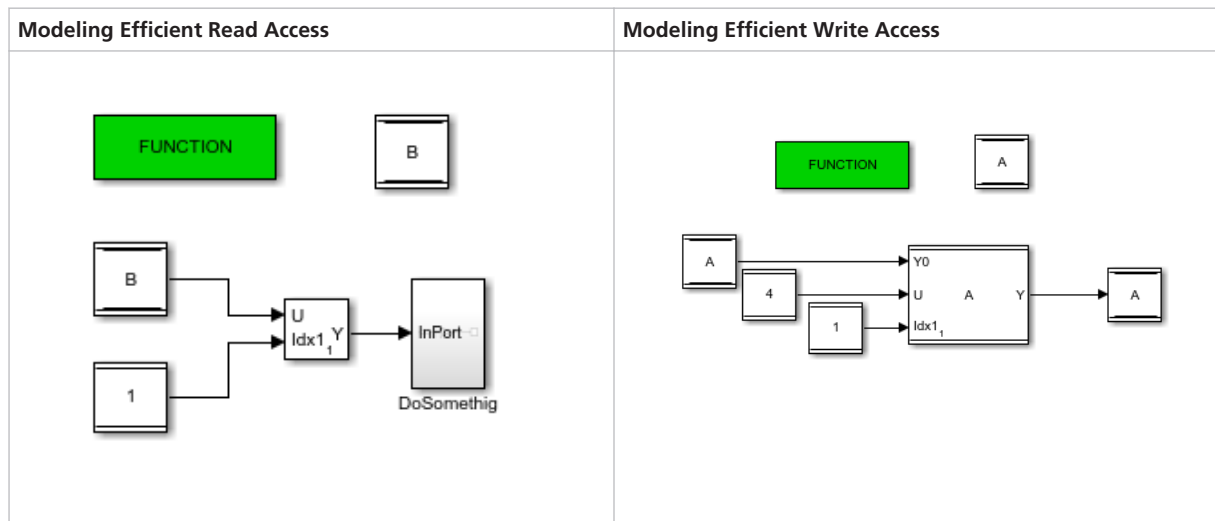 Modeling Efficient Read Access
Modeling Efficient Write Access
FUNCTION
B
B
1
U
Idx1
1
Y
InPort
DoSomethig
FUNCTION
A
A
4
1
Y0
U
A
Y
Idx1
1
A